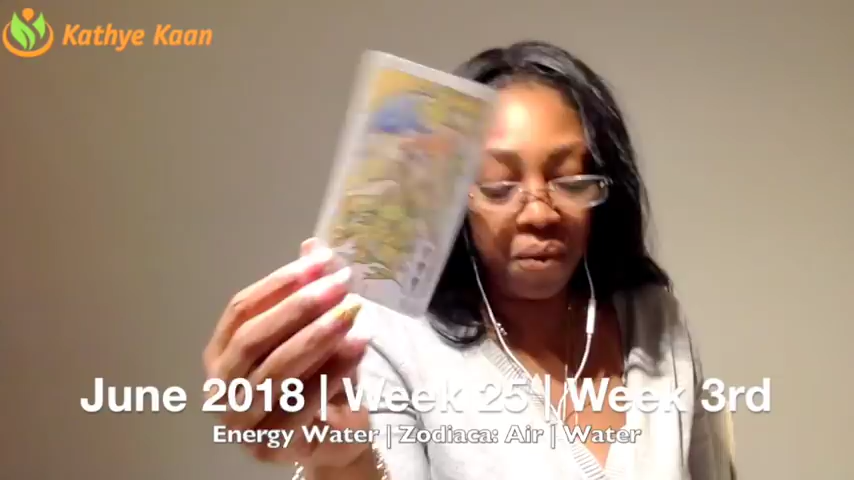 Kathye Kaan
June 2018 | Week 25 | Week 3rd
Energy Water | Zodiaca: Air | Water